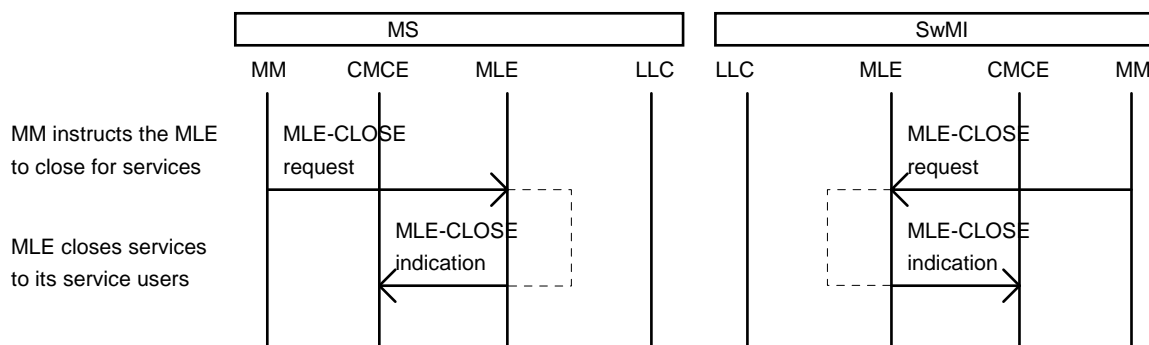 MS SwMI
MM CMCE MLE LLC LLC MLE CMCE MM
MM instructs the MLE MLE-CLOSE MLE-CLOSE
to close for services request request
MLE closes services MLE-CLOSE MLE-CLOSE
to its service users indication indication